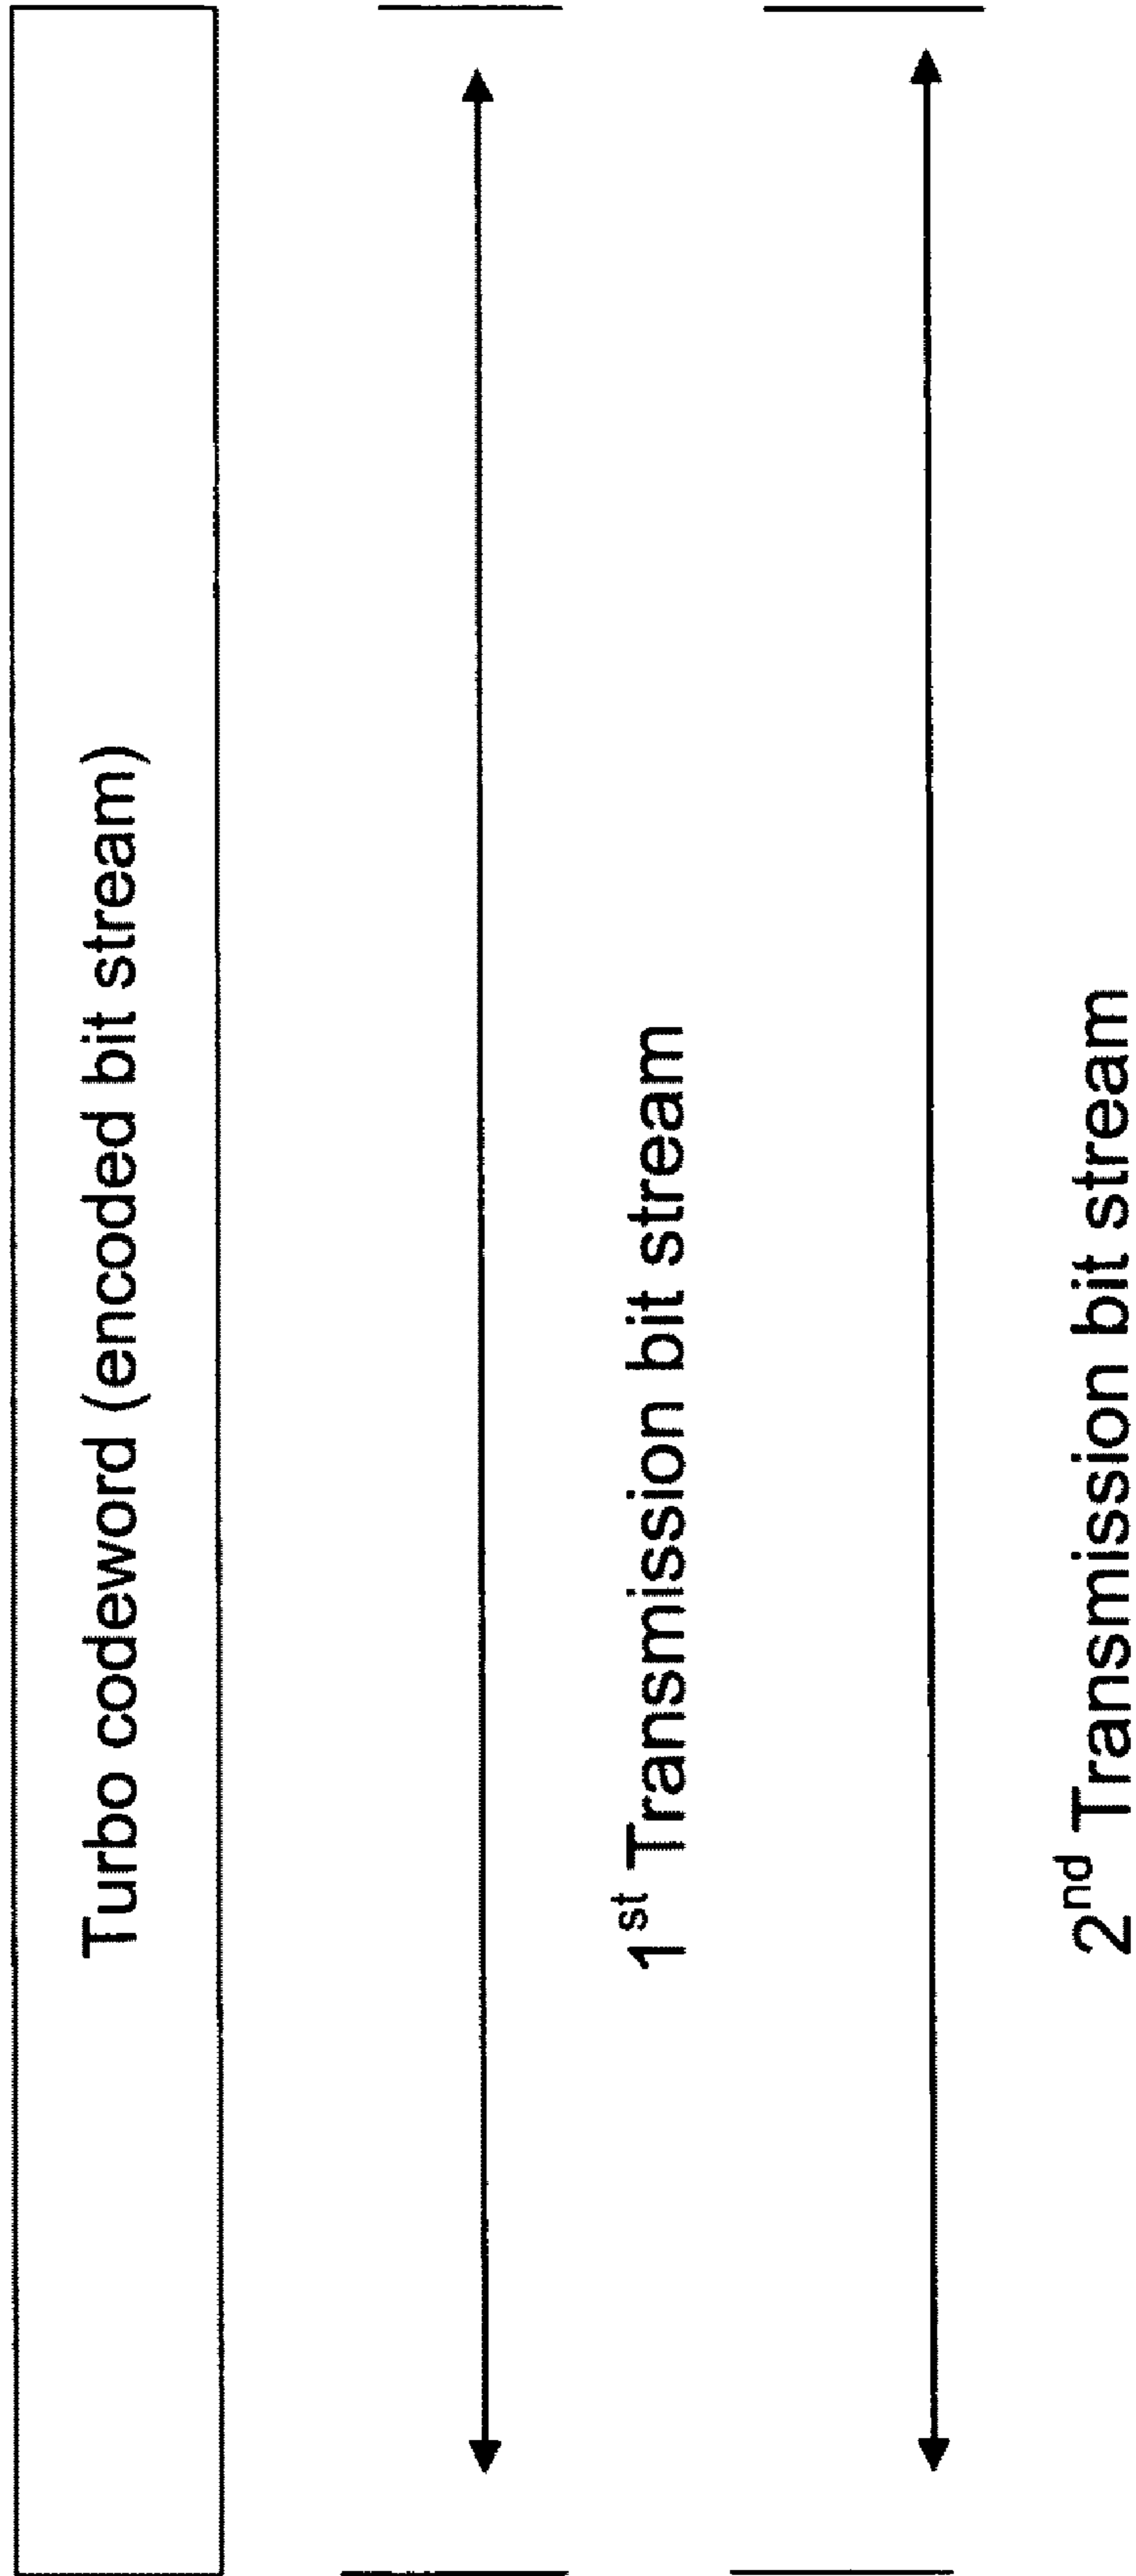 Turbo codeword (encoded bit stream)
1st Transmission bit stream
2nd Transmission bit stream